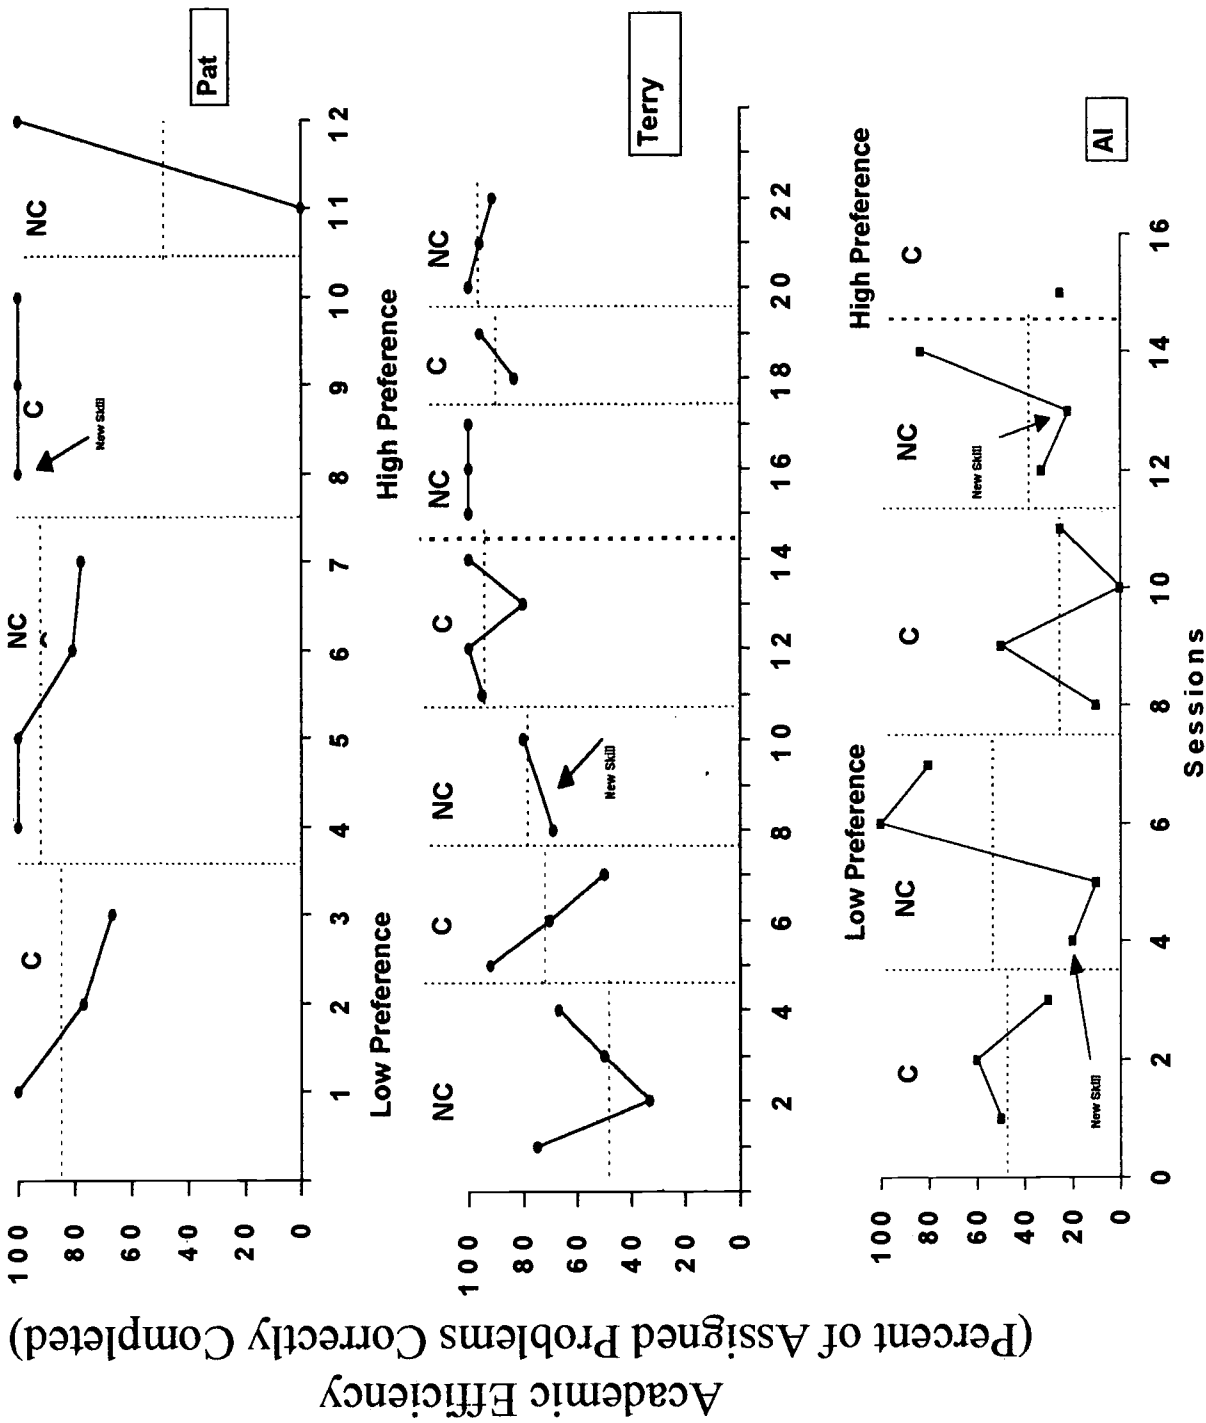 Academic Efficiency
(Percent of Assigned Problems Correctly Completed)
Pat
C
NC
C
NC
New Skill
100
80
60
40
20
0
1 2 3 4 5 6 7 8 9 10 11 12
Low Preference
High Preference
Terry
NC
C
NC
C
NC
C
NC
New Skill
100
80
60
40
20
0
2 4 6 8 10 12 14 16 18 20 22
Low Preference
High Preference
Al
C
NC
C
NC
C
New Skill
New Skill
100
80
60
40
20
0
0 2 4 6 8 10 12 14 16
Sessions